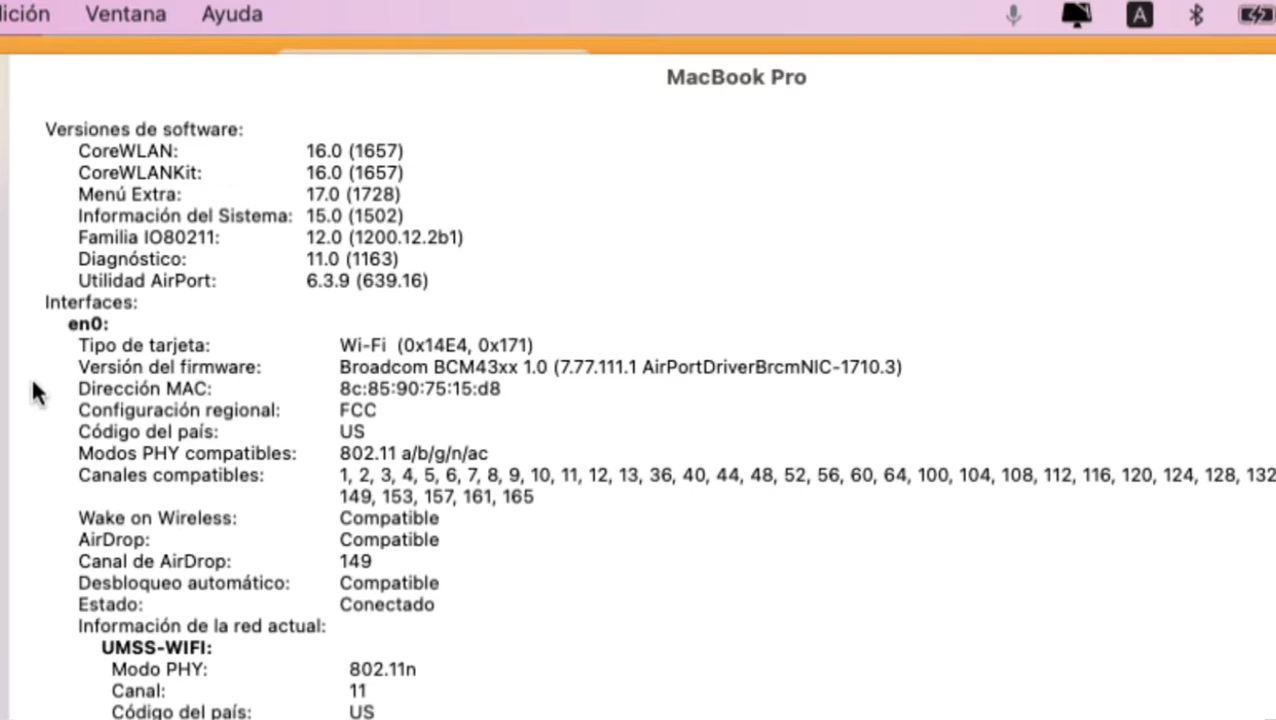 Ventana Ayuda
A
MacBook Pro
Versiones de software:
CoreWLAN: 16.0 (1657)
CoreWLANKit: 16.0 (1657)
Menú Extra: 17.0 (1728)
Información del Sistema: 15.0 (1502)
Familia IO80211: 12.0 (1200.12.2b1)
Diagnóstico: 11.0 (1163)
Utilidad AirPort: 6.3.9 (639.16)
Interfaces:
en0:
Tipo de tarjeta: Wi-Fi (0x14E4, 0x171)
Versión del firmware: Broadcom BCM43xx 1.0 (7.77.111.1 AirPortDriverBrcmNIC-1710.3)
Dirección MAC: 8c:85:90:75:15:d8
Configuración regional: FCC
Código del país: US
Modos PHY compatibles: 802.11 a/b/g/n/ac
Canales compatibles: 1, 2, 3, 4, 5, 6, 7, 8, 9, 10, 11, 12, 13, 36, 40, 44, 48, 52, 56, 60, 64, 100, 104, 108, 112, 116, 120, 124, 128, 132
149, 153, 157, 161, 165
Wake on Wireless: Compatible
AirDrop: Compatible
Canal de AirDrop: 149
Desbloqueo automático: Compatible
Estado: Conectado
Información de la red actual:
UMSS-WIFI:
Modo PHY: 802.11n
Canal: 11
Código del país: US